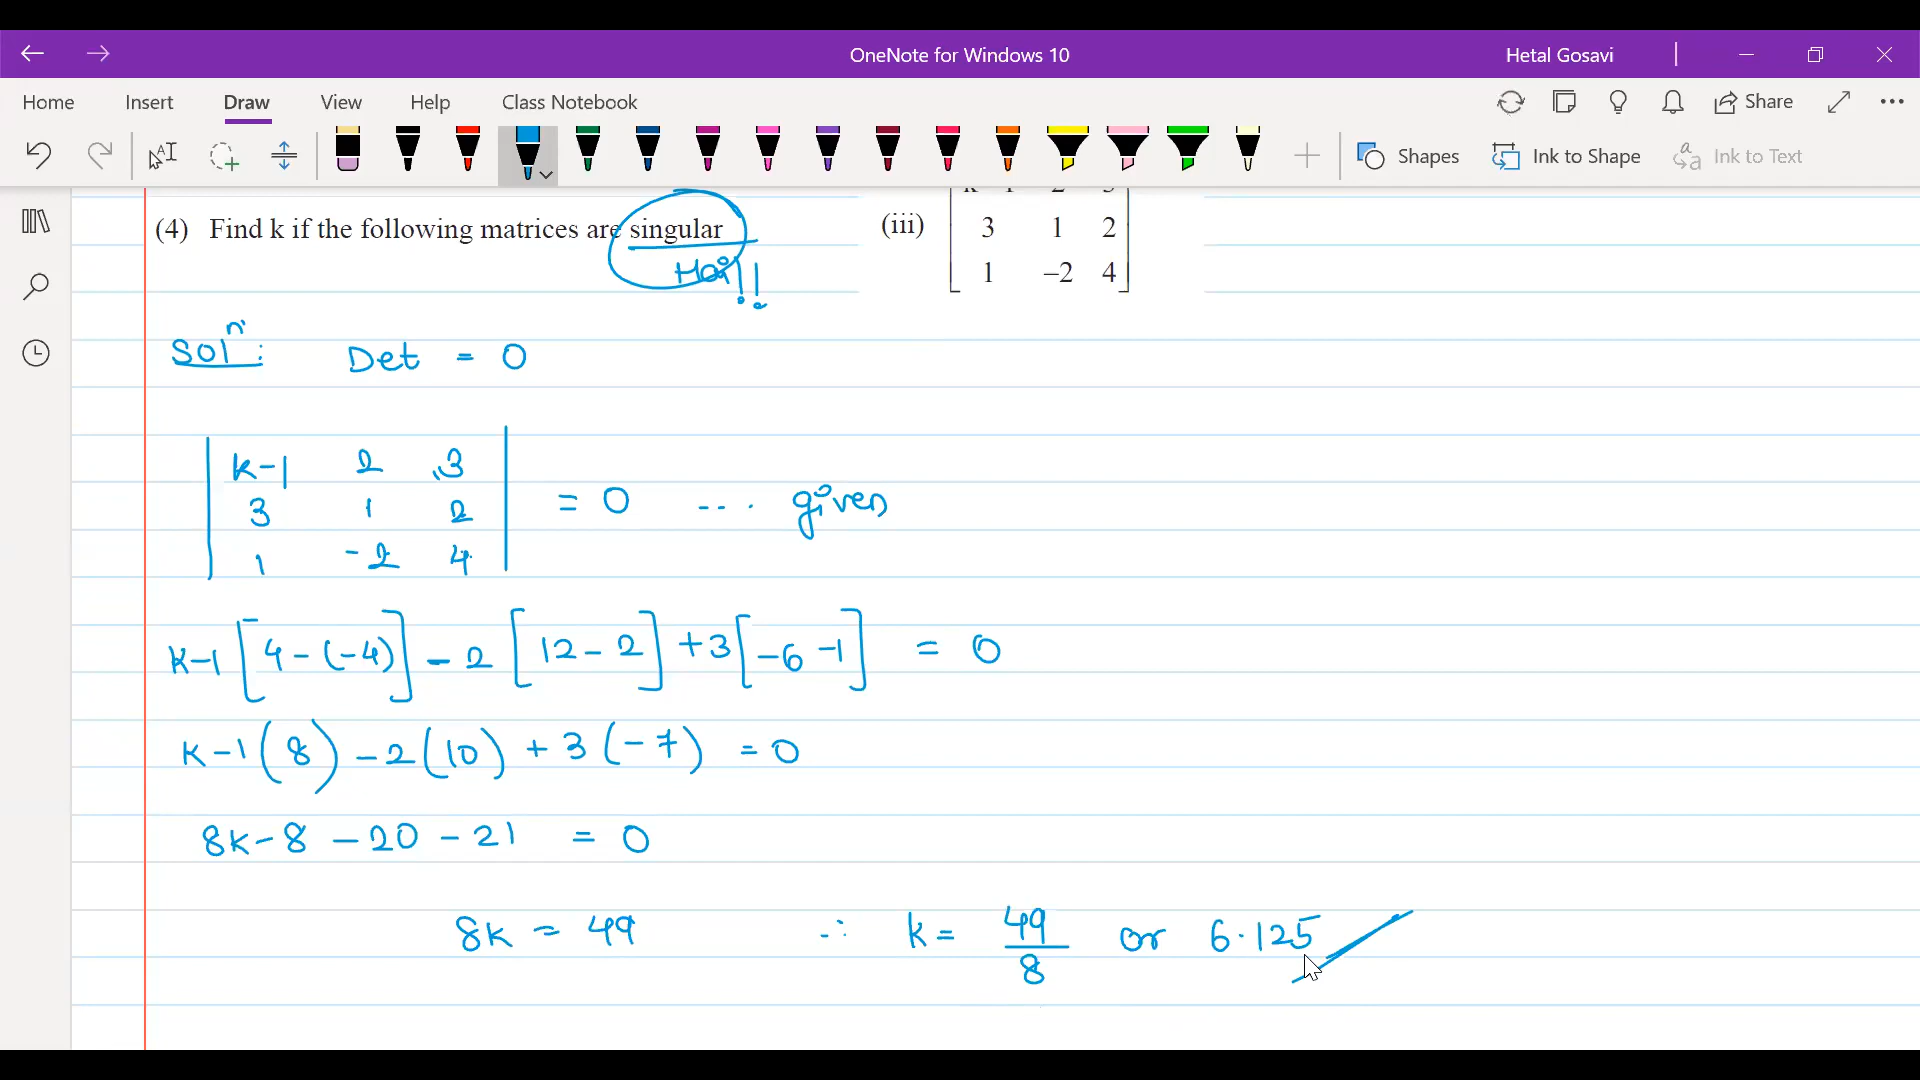 OneNote for Windows 10
Hetal Gosavi
Home Insert Draw View Help Class Notebook
Share
Shapes Ink to Shape Ink to Text
(4) Find k if the following matrices are singular
Hai!!
(iii)
3 1 2
1 −2 4
Solⁿ: Det = 0
k-1 2 3
3 1 2
1 -2 4
= 0 ... given
k-1[4-(-4)] - 2[12-2] +3[-6-1] = 0
k-1(8) -2(10) + 3(-7) = 0
8k-8 -20 -21 = 0
8k = 49 ∴ k = 49/8 or 6.125